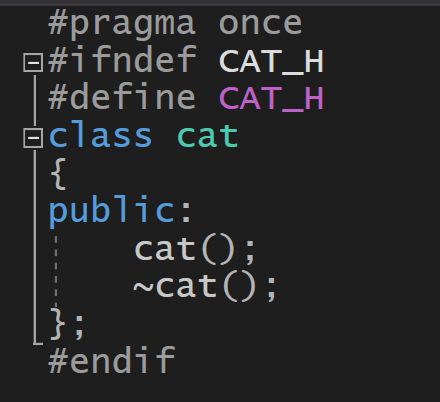 #pragma once
#ifndef CAT_H
#define CAT_H
class cat
{
public:
    cat();
    ~cat();
};
#endif